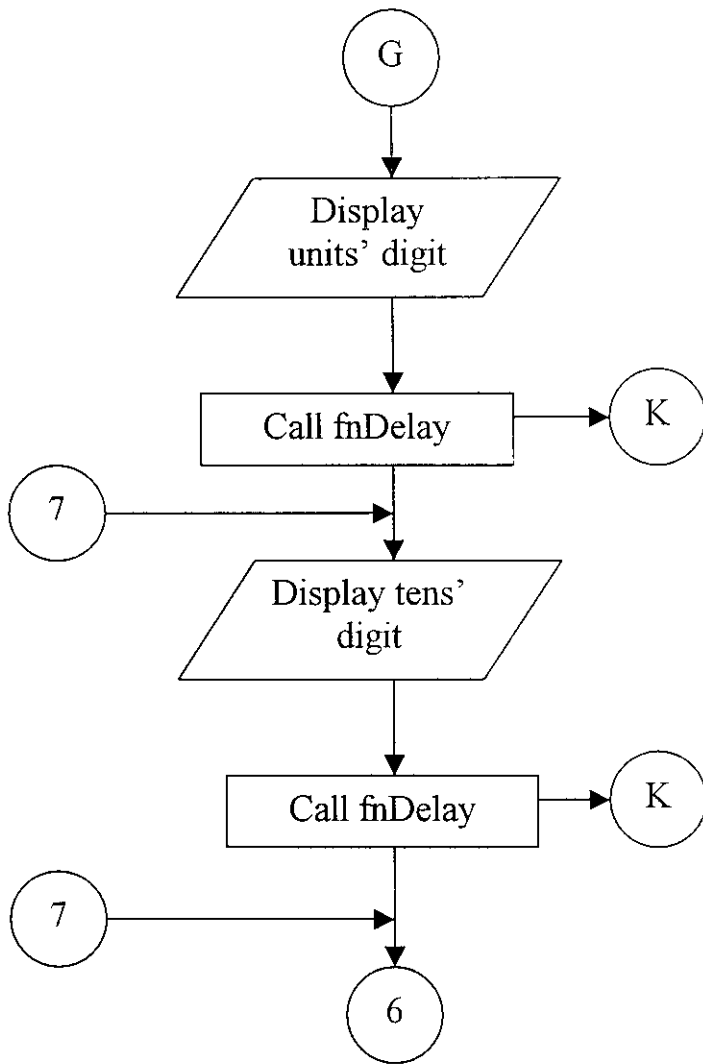 G
Display
units’ digit
Call fnDelay
K
7
Display tens’
digit
Call fnDelay
K
7
6